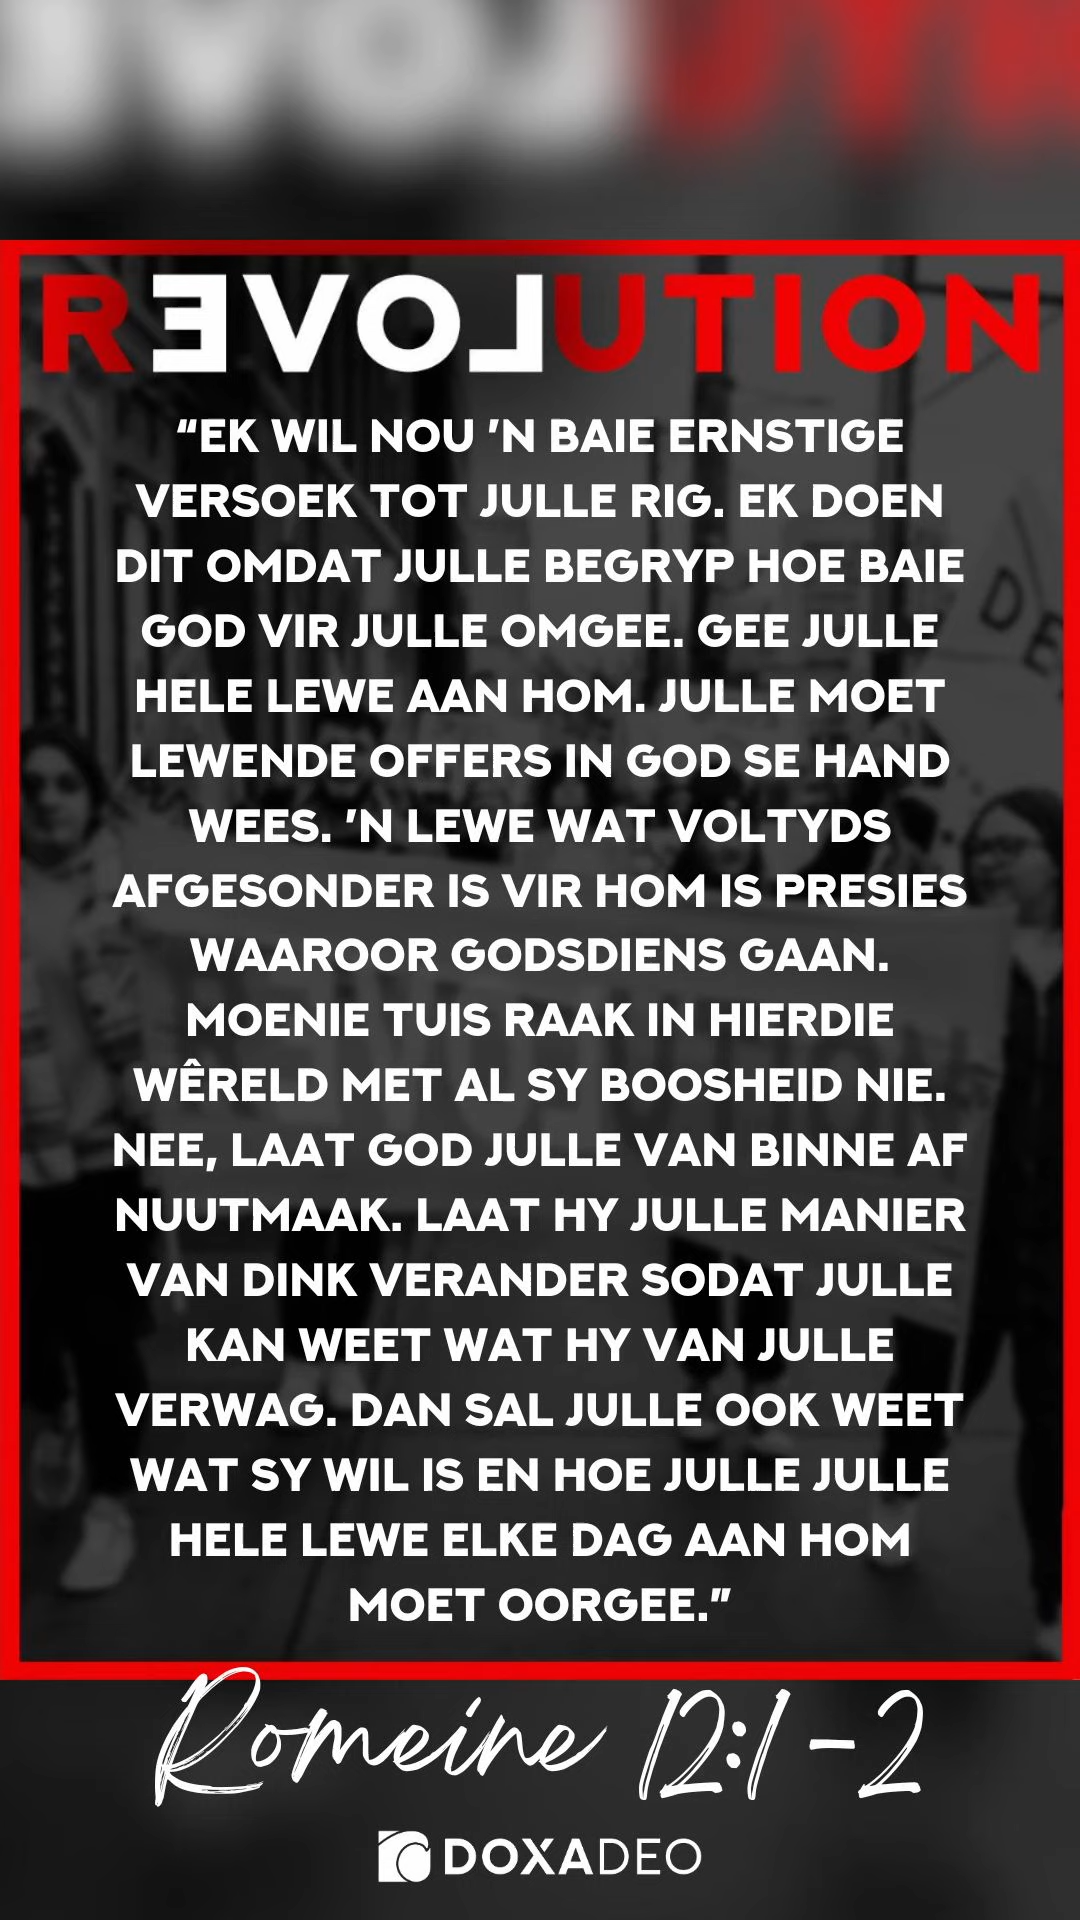 REVOLUTION
“EK WIL NOU ’N BAIE ERNSTIGE
VERSOEK TOT JULLE RIG. EK DOEN
DIT OMDAT JULLE BEGRYP HOE BAIE
GOD VIR JULLE OMGEE. GEE JULLE
HELE LEWE AAN HOM. JULLE MOET
LEWENDE OFFERS IN GOD SE HAND
WEES. ’N LEWE WAT VOLTYDS
AFGESONDER IS VIR HOM IS PRESIES
WAAROOR GODSDIENS GAAN.
MOENIE TUIS RAAK IN HIERDIE
WÊRELD MET AL SY BOOSHEID NIE.
NEE, LAAT GOD JULLE VAN BINNE AF
NUUTMAAK. LAAT HY JULLE MANIER
VAN DINK VERANDER SODAT JULLE
KAN WEET WAT HY VAN JULLE
VERWAG. DAN SAL JULLE OOK WEET
WAT SY WIL IS EN HOE JULLE JULLE
HELE LEWE ELKE DAG AAN HOM
MOET OORGEE.”
Romeine 12:1-2
DOXADEO